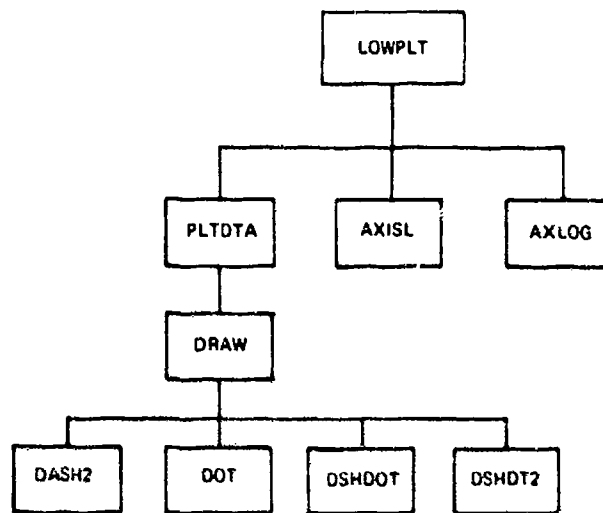 LOWPLT
PLTDTA AXISL AXLOG
DRAW
DASH2 DOT DSHDOT DSHDT2